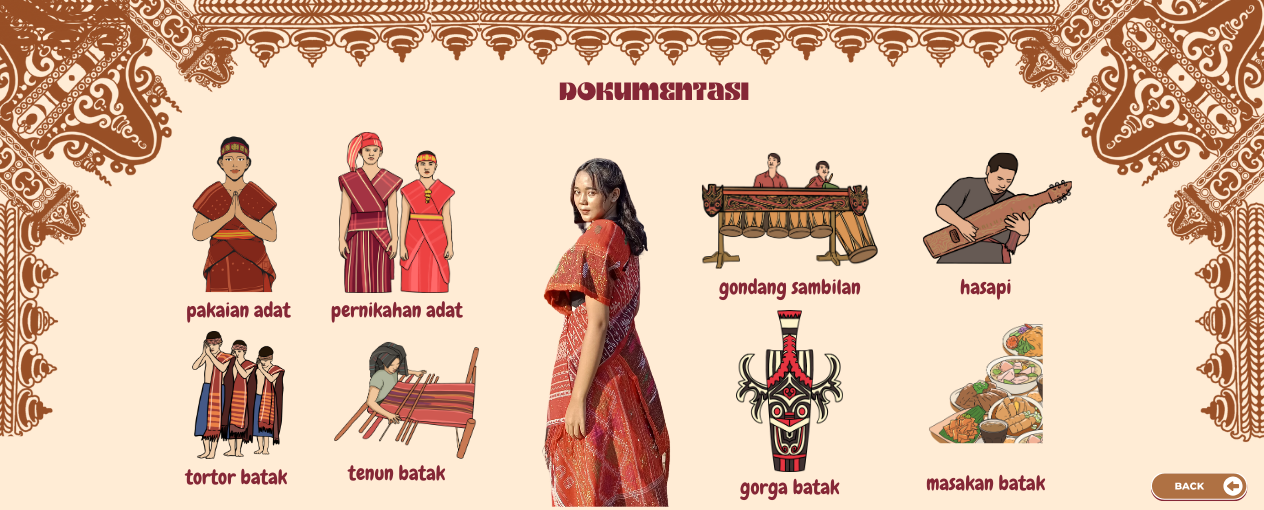 DOKUMENTASI
pakaian adat
pernikahan adat
gondang sambilan
hasapi
tortor batak
tenun batak
gorga batak
masakan batak
BACK